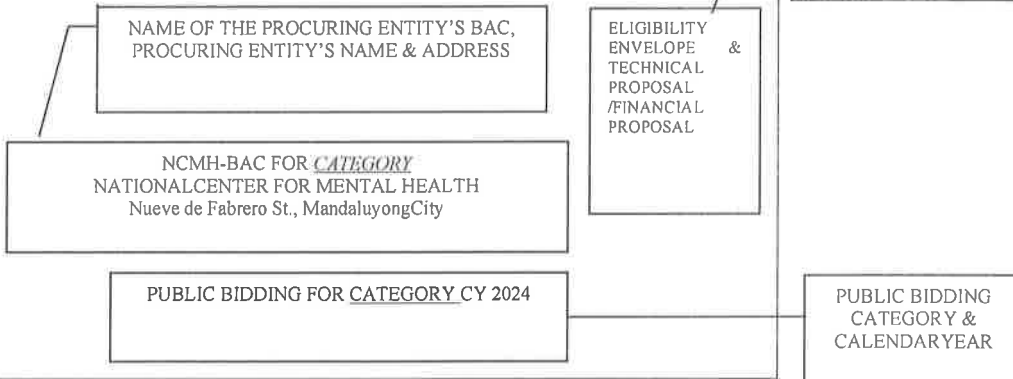 NAME OF THE PROCURING ENTITY'S BAC,
PROCURING ENTITY'S NAME & ADDRESS
ELIGIBILITY
ENVELOPE &
TECHNICAL
PROPOSAL
/FINANCIAL
PROPOSAL
NCMH-BAC FOR CATEGORY
NATIONALCENTER FOR MENTAL HEALTH
Nueve de Fabrero St., MandaluyongCity
PUBLIC BIDDING FOR CATEGORY CY 2024
PUBLIC BIDDING
CATEGORY &
CALENDARYEAR